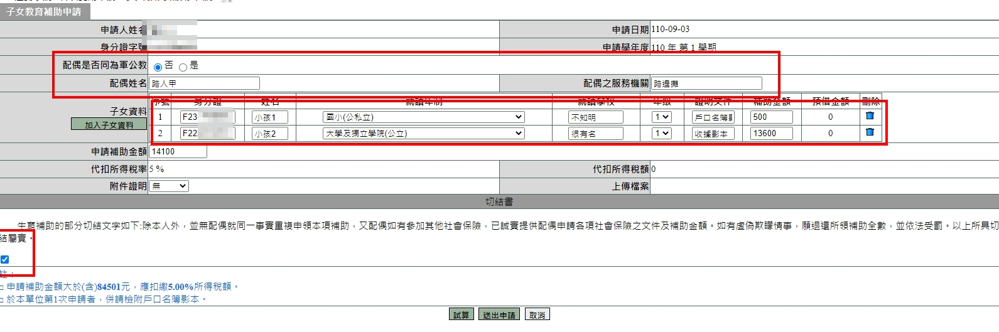 子女教育補助申請
申請人姓名
申請日期 110-09-03
身分證字號
申請學年度 110 年 第 1 學期
配偶是否同為軍公教 否 是
配偶姓名 路人甲 配偶之服務機關 路邊攤
序號 身分證 姓名 就讀年制 就讀學校 年級 證明文件 補助金額 預借金額 刪除
子女資料
加入子女資料
1 F23 小孩1 國小(公私立) 不知明 1 戶口名簿影 500 0
2 F22 小孩2 大學及獨立學院(公立) 很有名 1 收據影本 13600 0
申請補助金額 14100
代扣所得稅率 5 % 代扣所得稅額 0
附件證明 無 上傳檔案
切結書
生育補助的部分切結文字如下:除本人外，並無配偶就同一事實重複申領本項補助，又配偶如有參加其他社會保險，已誠實提供配偶申請各項社會保險之文件及補助金額。如有虛偽欺矇情事，願退還所領補助全數，並依法受罰。以上所具切
結屬實。
註：
□ 申請補助金額大於(含)84501元，應扣繳5.00%所得稅額。
□ 於本單位第1次申請者，併請檢附戶口名簿影本。
試算 送出申請 取消